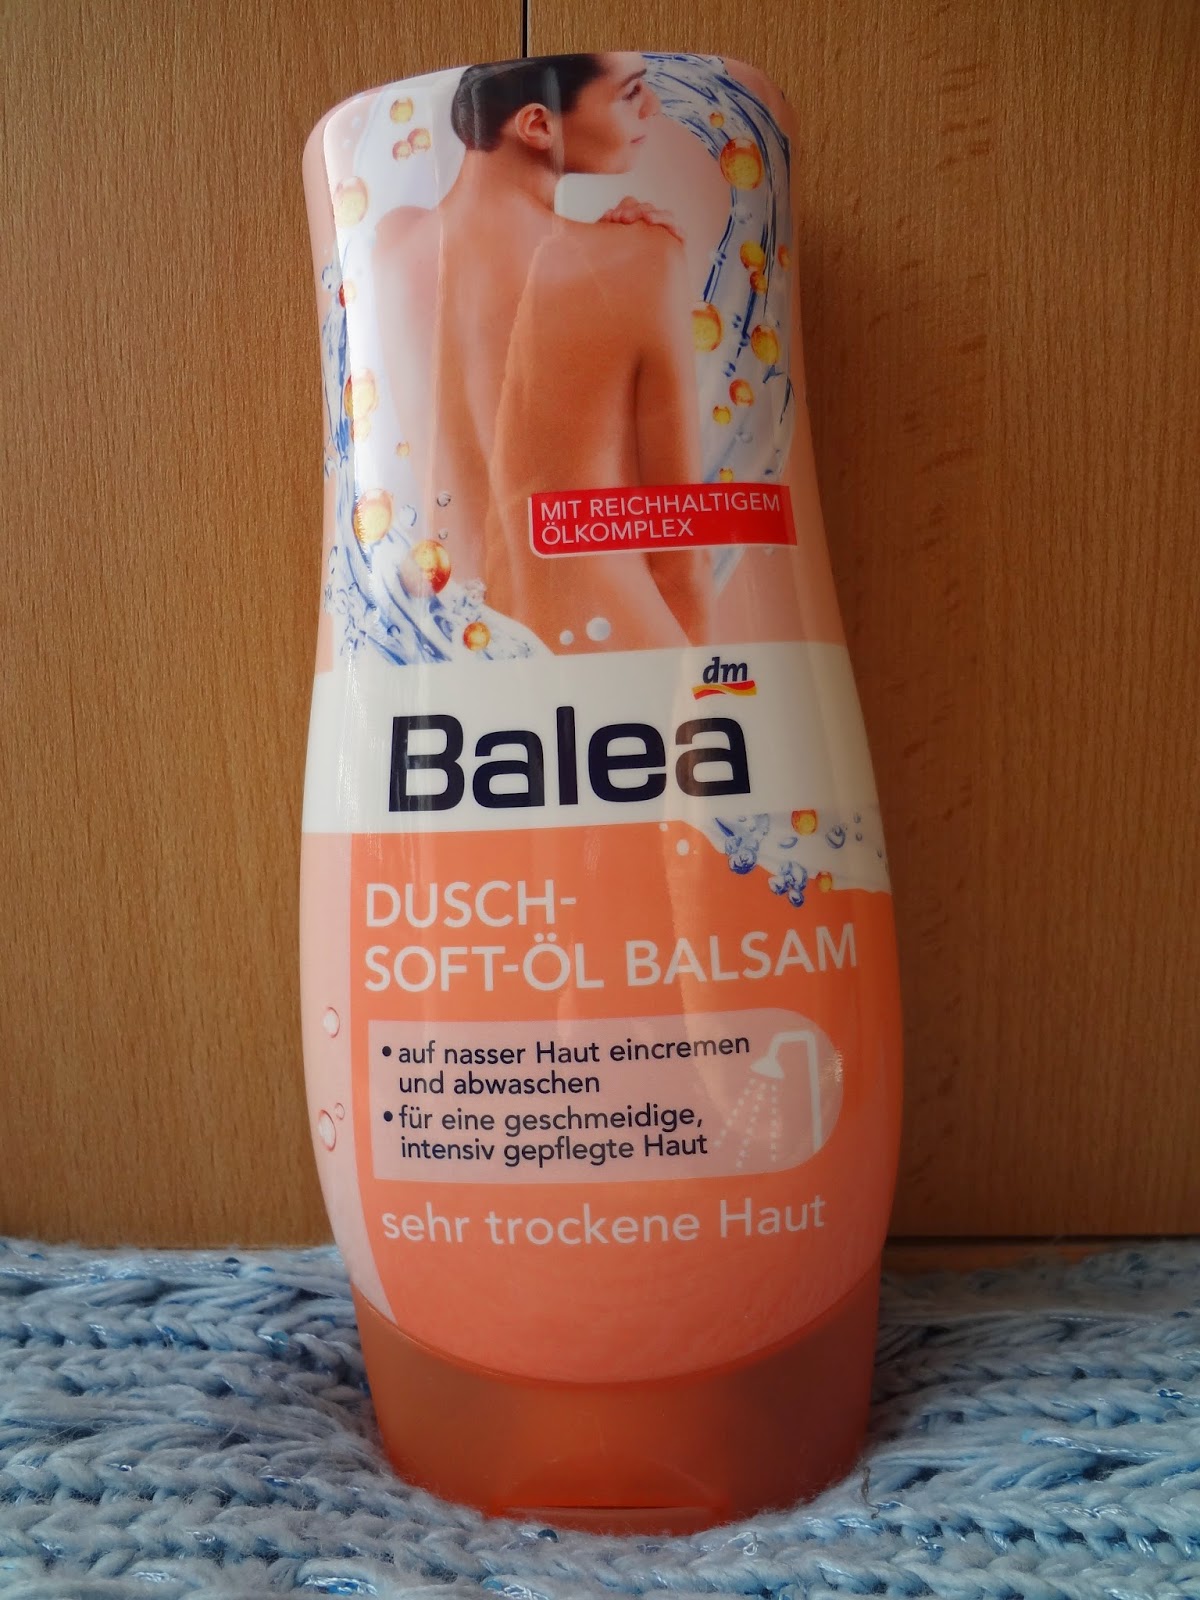 MIT REICHHALTIGEM
ÖLKOMPLEX
dm
Balea
DUSCH-
SOFT-ÖL BALSAM
• auf nasser Haut eincremen
und abwaschen
• für eine geschmeidige,
intensiv gepflegte Haut
sehr trockene Haut